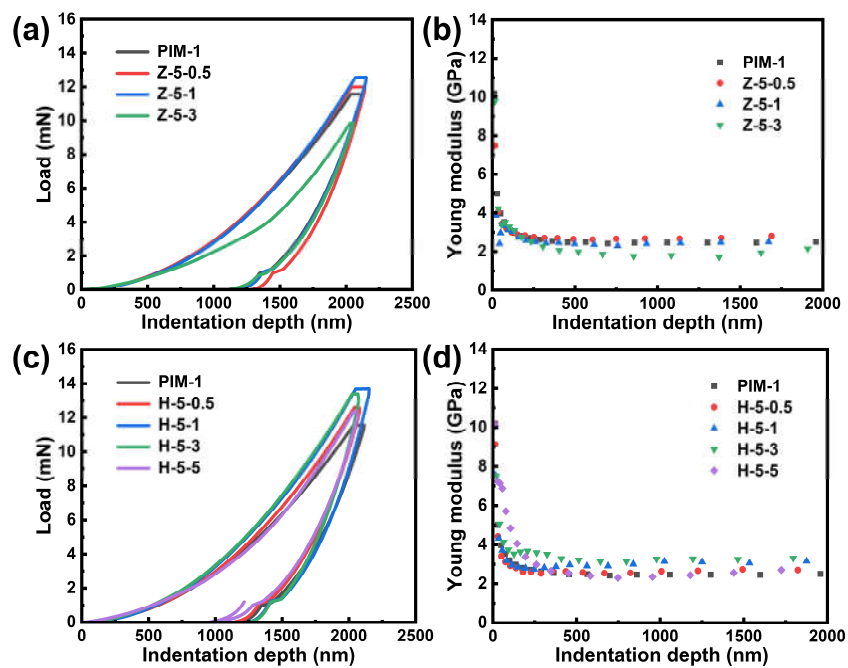 (a)
16
14
12
10
8
6
4
2
0
Load (mN)
PIM-1
Z-5-0.5
Z-5-1
Z-5-3
0
500
1000
1500
2000
2500
Indentation depth (nm)
(b)
14
12
10
8
6
4
2
0
Young modulus (GPa)
PIM-1
Z-5-0.5
Z-5-1
Z-5-3
0
500
1000
1500
2000
Indentation depth (nm)
(c)
16
14
12
10
8
6
4
2
0
Load (mN)
PIM-1
H-5-0.5
H-5-1
H-5-3
H-5-5
0
500
1000
1500
2000
2500
Indentation depth (nm)
(d)
14
12
10
8
6
4
2
0
Young modulus (GPa)
PIM-1
H-5-0.5
H-5-1
H-5-3
H-5-5
0
500
1000
1500
2000
Indentation depth (nm)